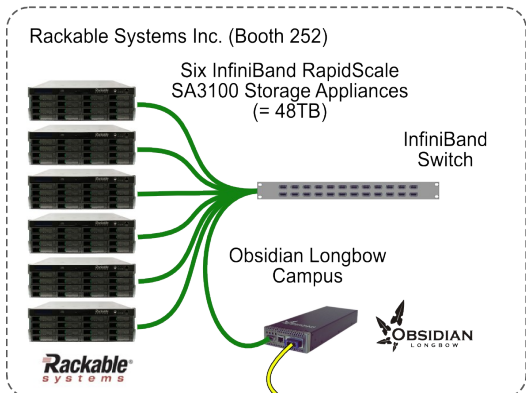 Rackable Systems Inc. (Booth 252)
Six InfiniBand RapidScale
SA3100 Storage Appliances
(= 48TB)
InfiniBand
Switch
Obsidian Longbow
Campus
OBSIDIAN
LONGBOW
Rackable®
systems